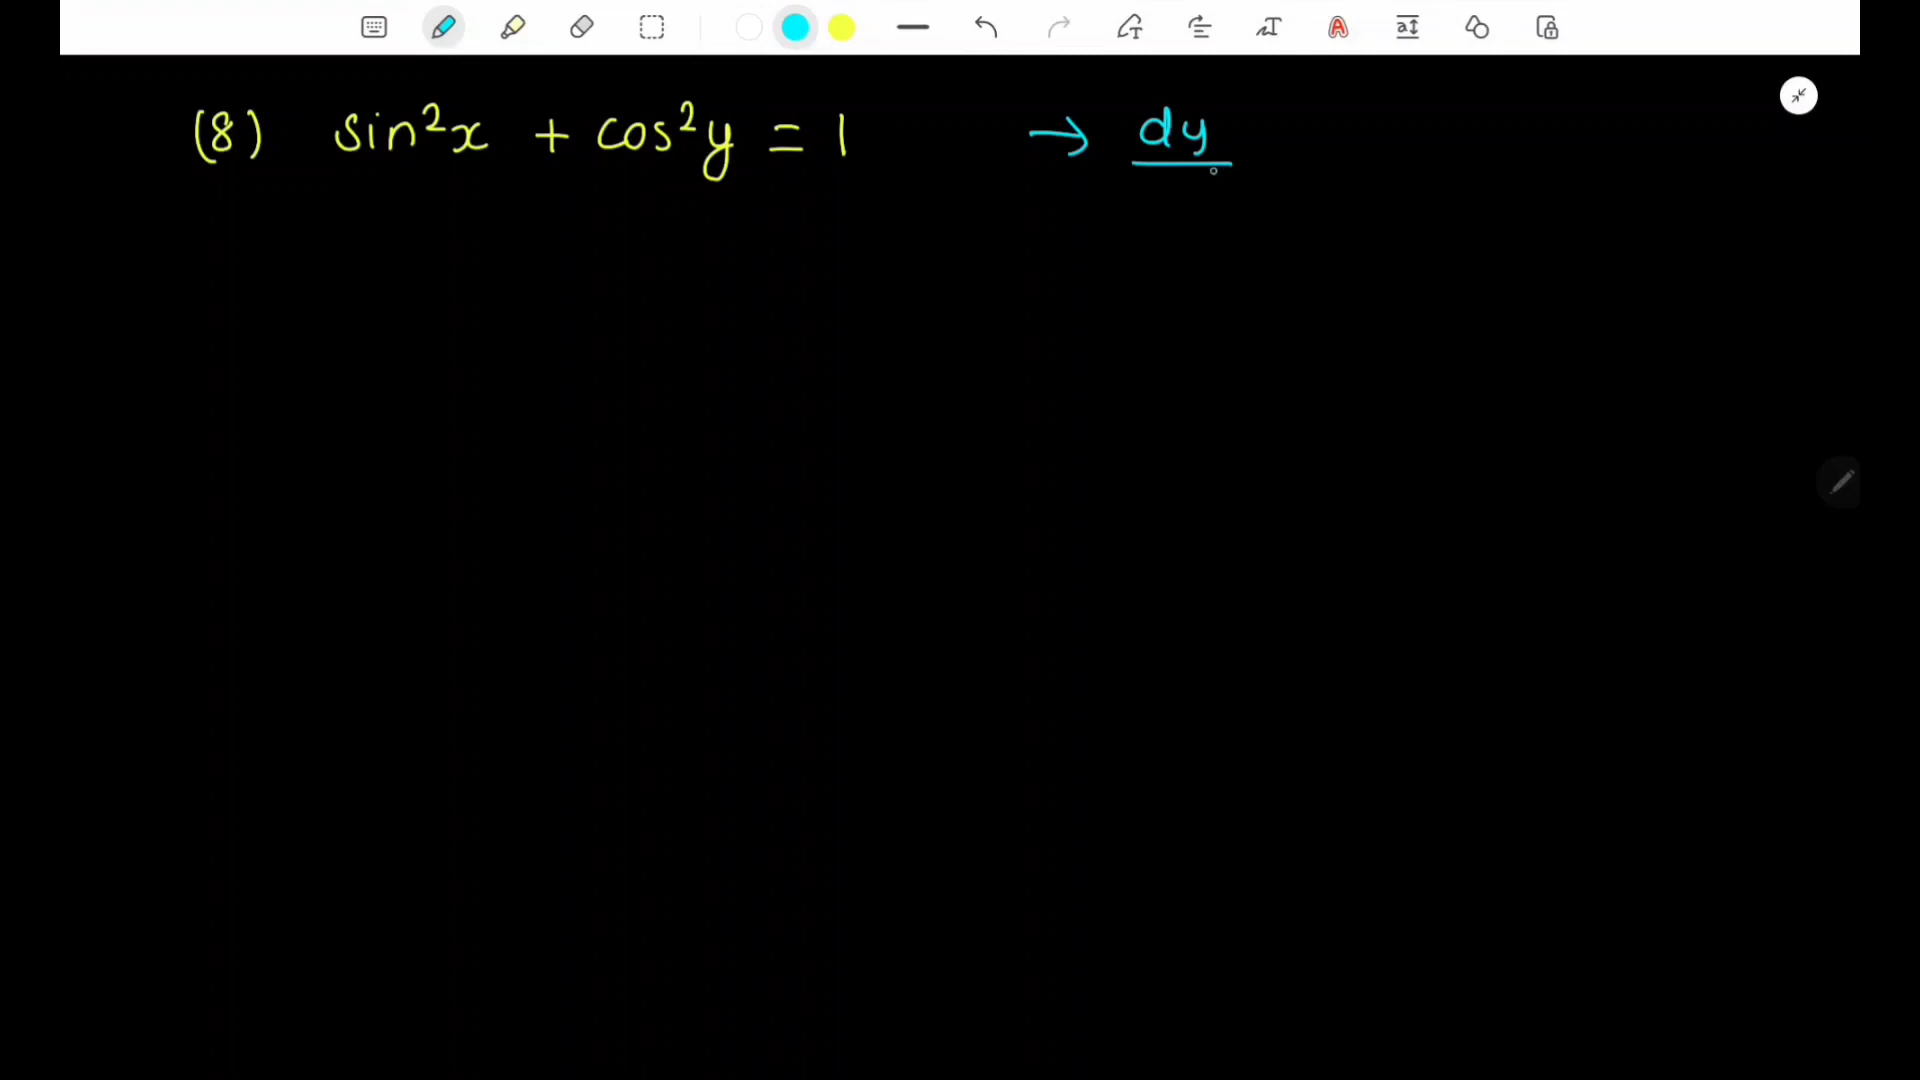 (8) sin²x + cos²y = 1 → dy